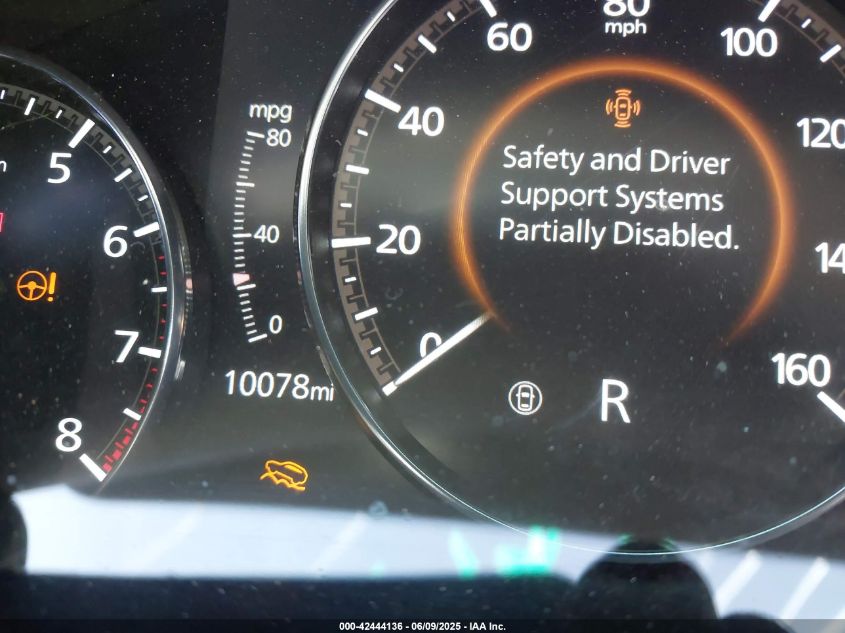 5
6
7
8
mpg
80
40
0
10078mi
0
20
40
60
80
mph
100
120
160
Safety and Driver
Support Systems
Partially Disabled.
R
000-42444136 - 06/09/2025 - IAA Inc.